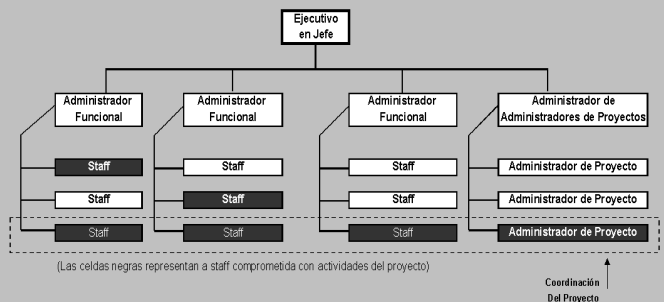 Ejecutivo
en Jefe
Administrador
Funcional
Administrador
Funcional
Administrador
Funcional
Administrador de
Administradores de Proyectos
Staff
Staff
Staff
Administrador de Proyecto
Staff
Staff
Staff
Administrador de Proyecto
Staff
Staff
Staff
Administrador de Proyecto
(Las celdas negras representan a staff comprometida con actividades del proyecto)
Coordinación
Del Proyecto